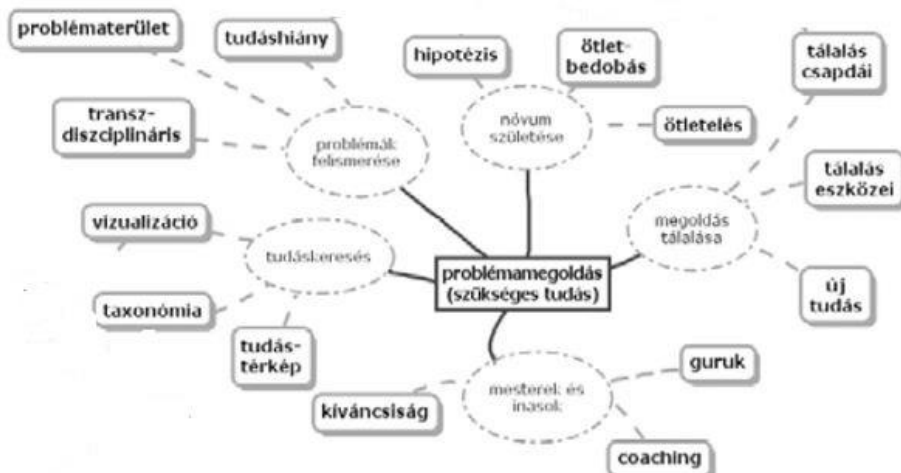 problématerület
tudáshiány
hipotézis
ötlet-
bedobás
tálalás
csapdái
transz-
diszciplináris
problémák
felismerése
nóvum
születése
ötletelés
tálalás
eszközei
vizualizáció
tudáskeresés
megoldás
tálalása
problémamegoldás
(szükséges tudás)
taxonómia
új
tudás
tudás-
térkép
kíváncsiság
mesterek és
inasok
guruk
coaching